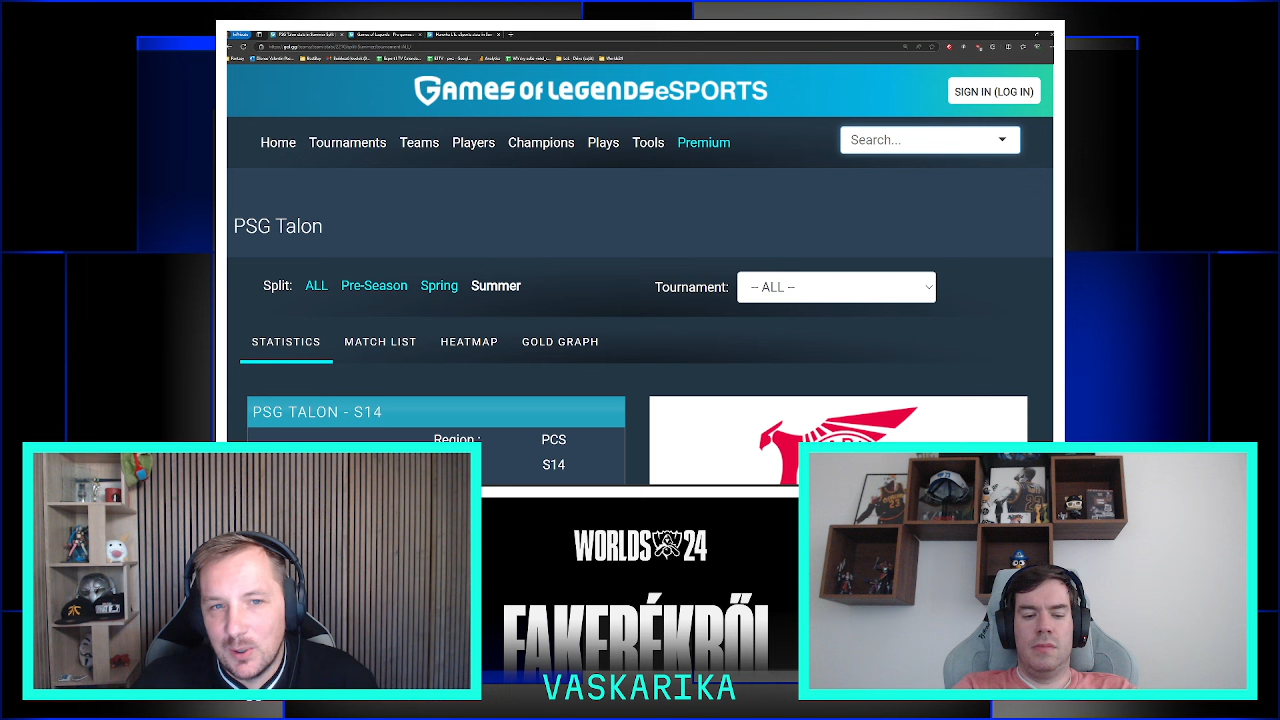 GAMES OF LEGENDS eSPORTS
SIGN IN (LOG IN)
Home Tournaments Teams Players Champions Plays Tools Premium
Search...
PSG Talon
Split: ALL Pre-Season Spring Summer
Tournament: -- ALL --
STATISTICS MATCH LIST HEATMAP GOLD GRAPH
PSG TALON - S14
Region : PCS
S14
WORLDS 24
FAKERÉKRŐL
VASKARIKA